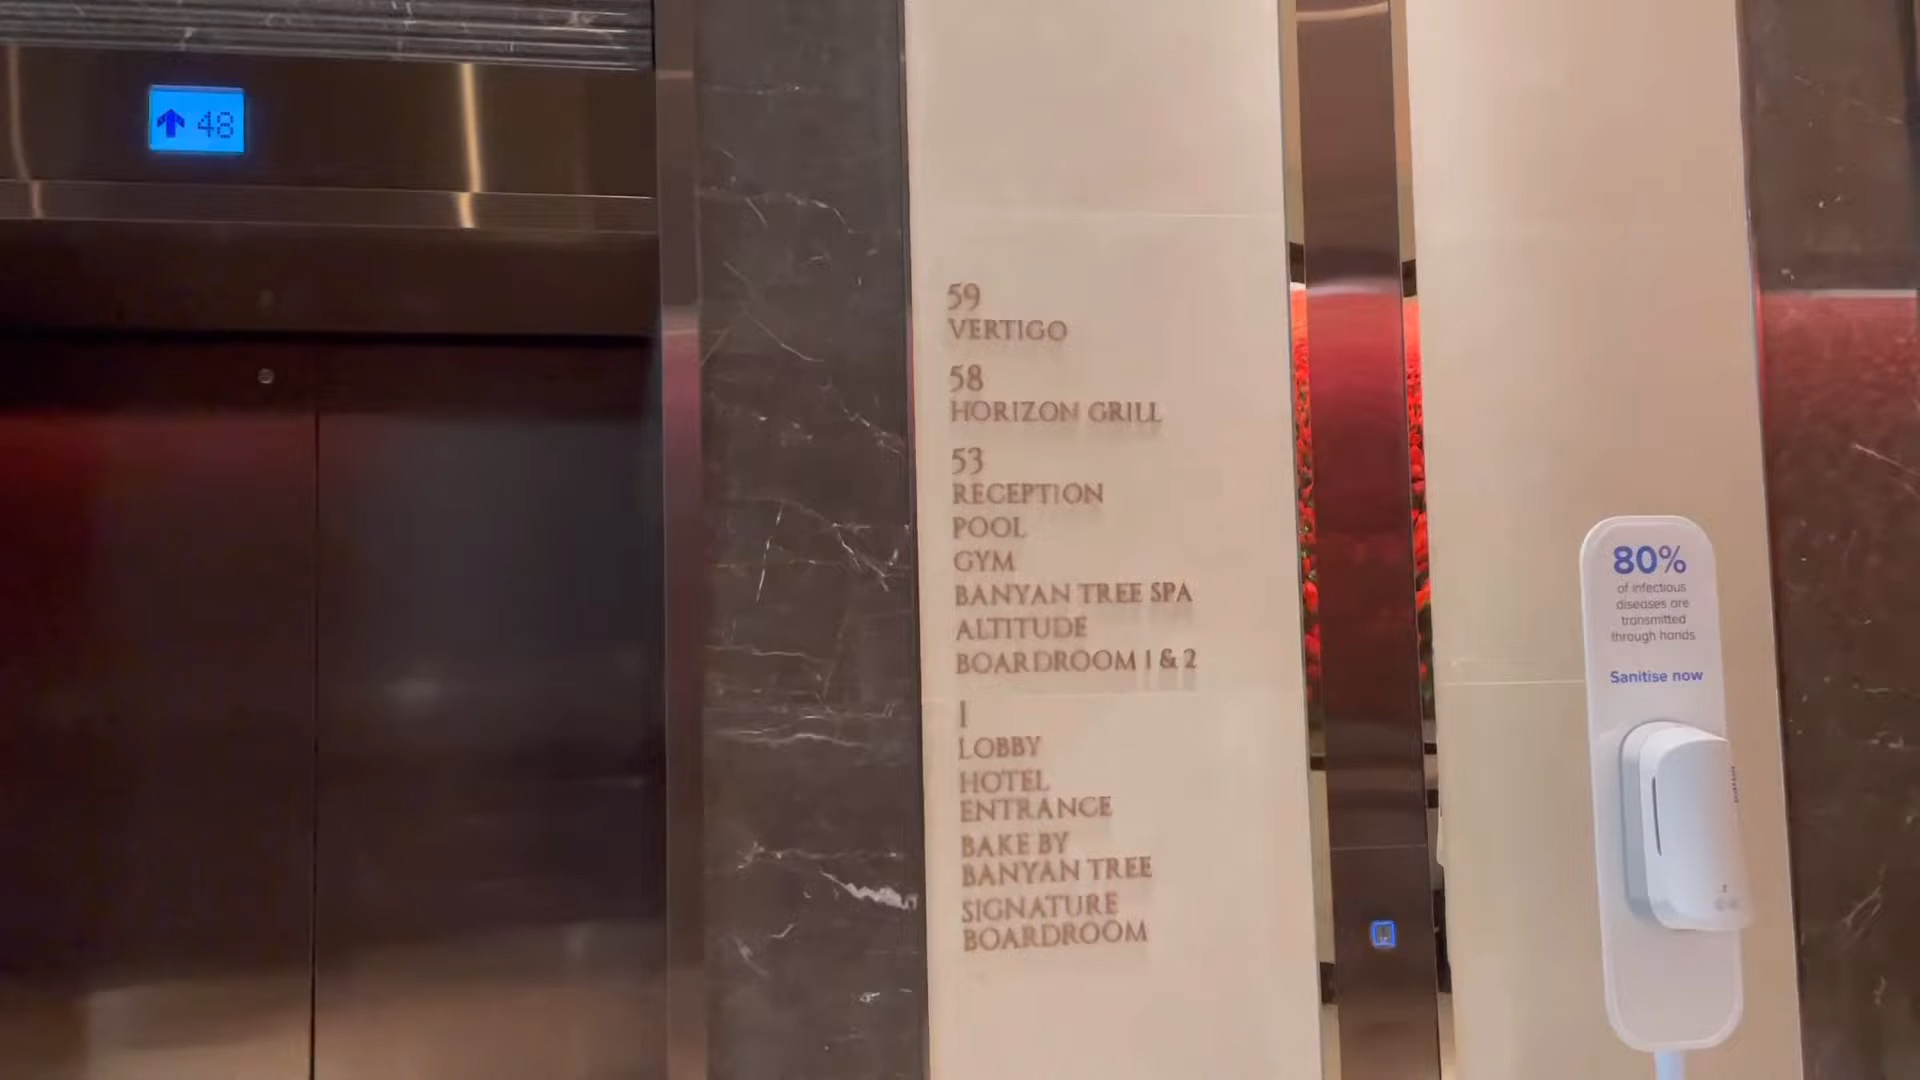 48
59
VERTIGO
58
HORIZON GRILL
53
RECEPTION
POOL
GYM
BANYAN TREE SPA
ALTITUDE
BOARDROOM 1 & 2
1
LOBBY
HOTEL
ENTRANCE
BAKE BY
BANYAN TREE
SIGNATURE
BOARDROOM
80%
of infectious
diseases are
transmitted
through hands
Sanitise now